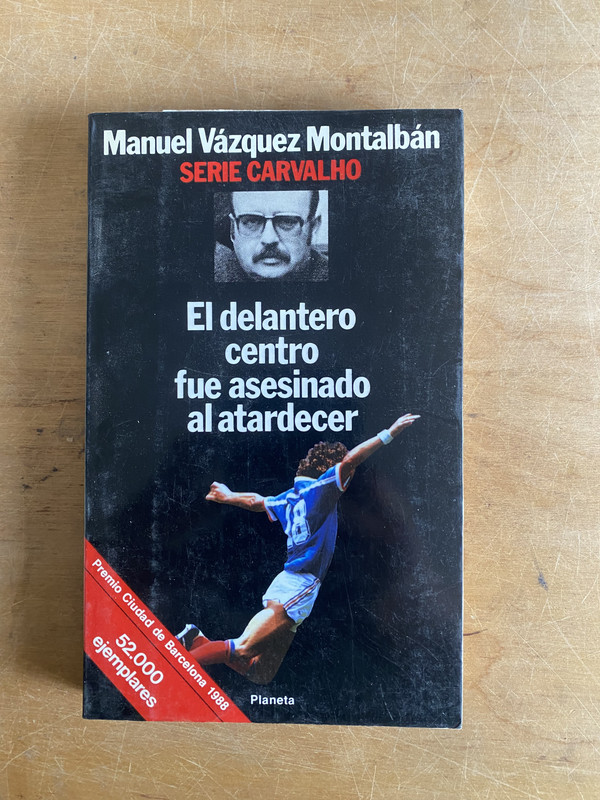 Manuel Vázquez Montalbán
SERIE CARVALHO
El delantero
centro
fue asesinado
al atardecer
18
Premio Ciudad de Barcelona 1988
52.000
ejemplares
Planeta